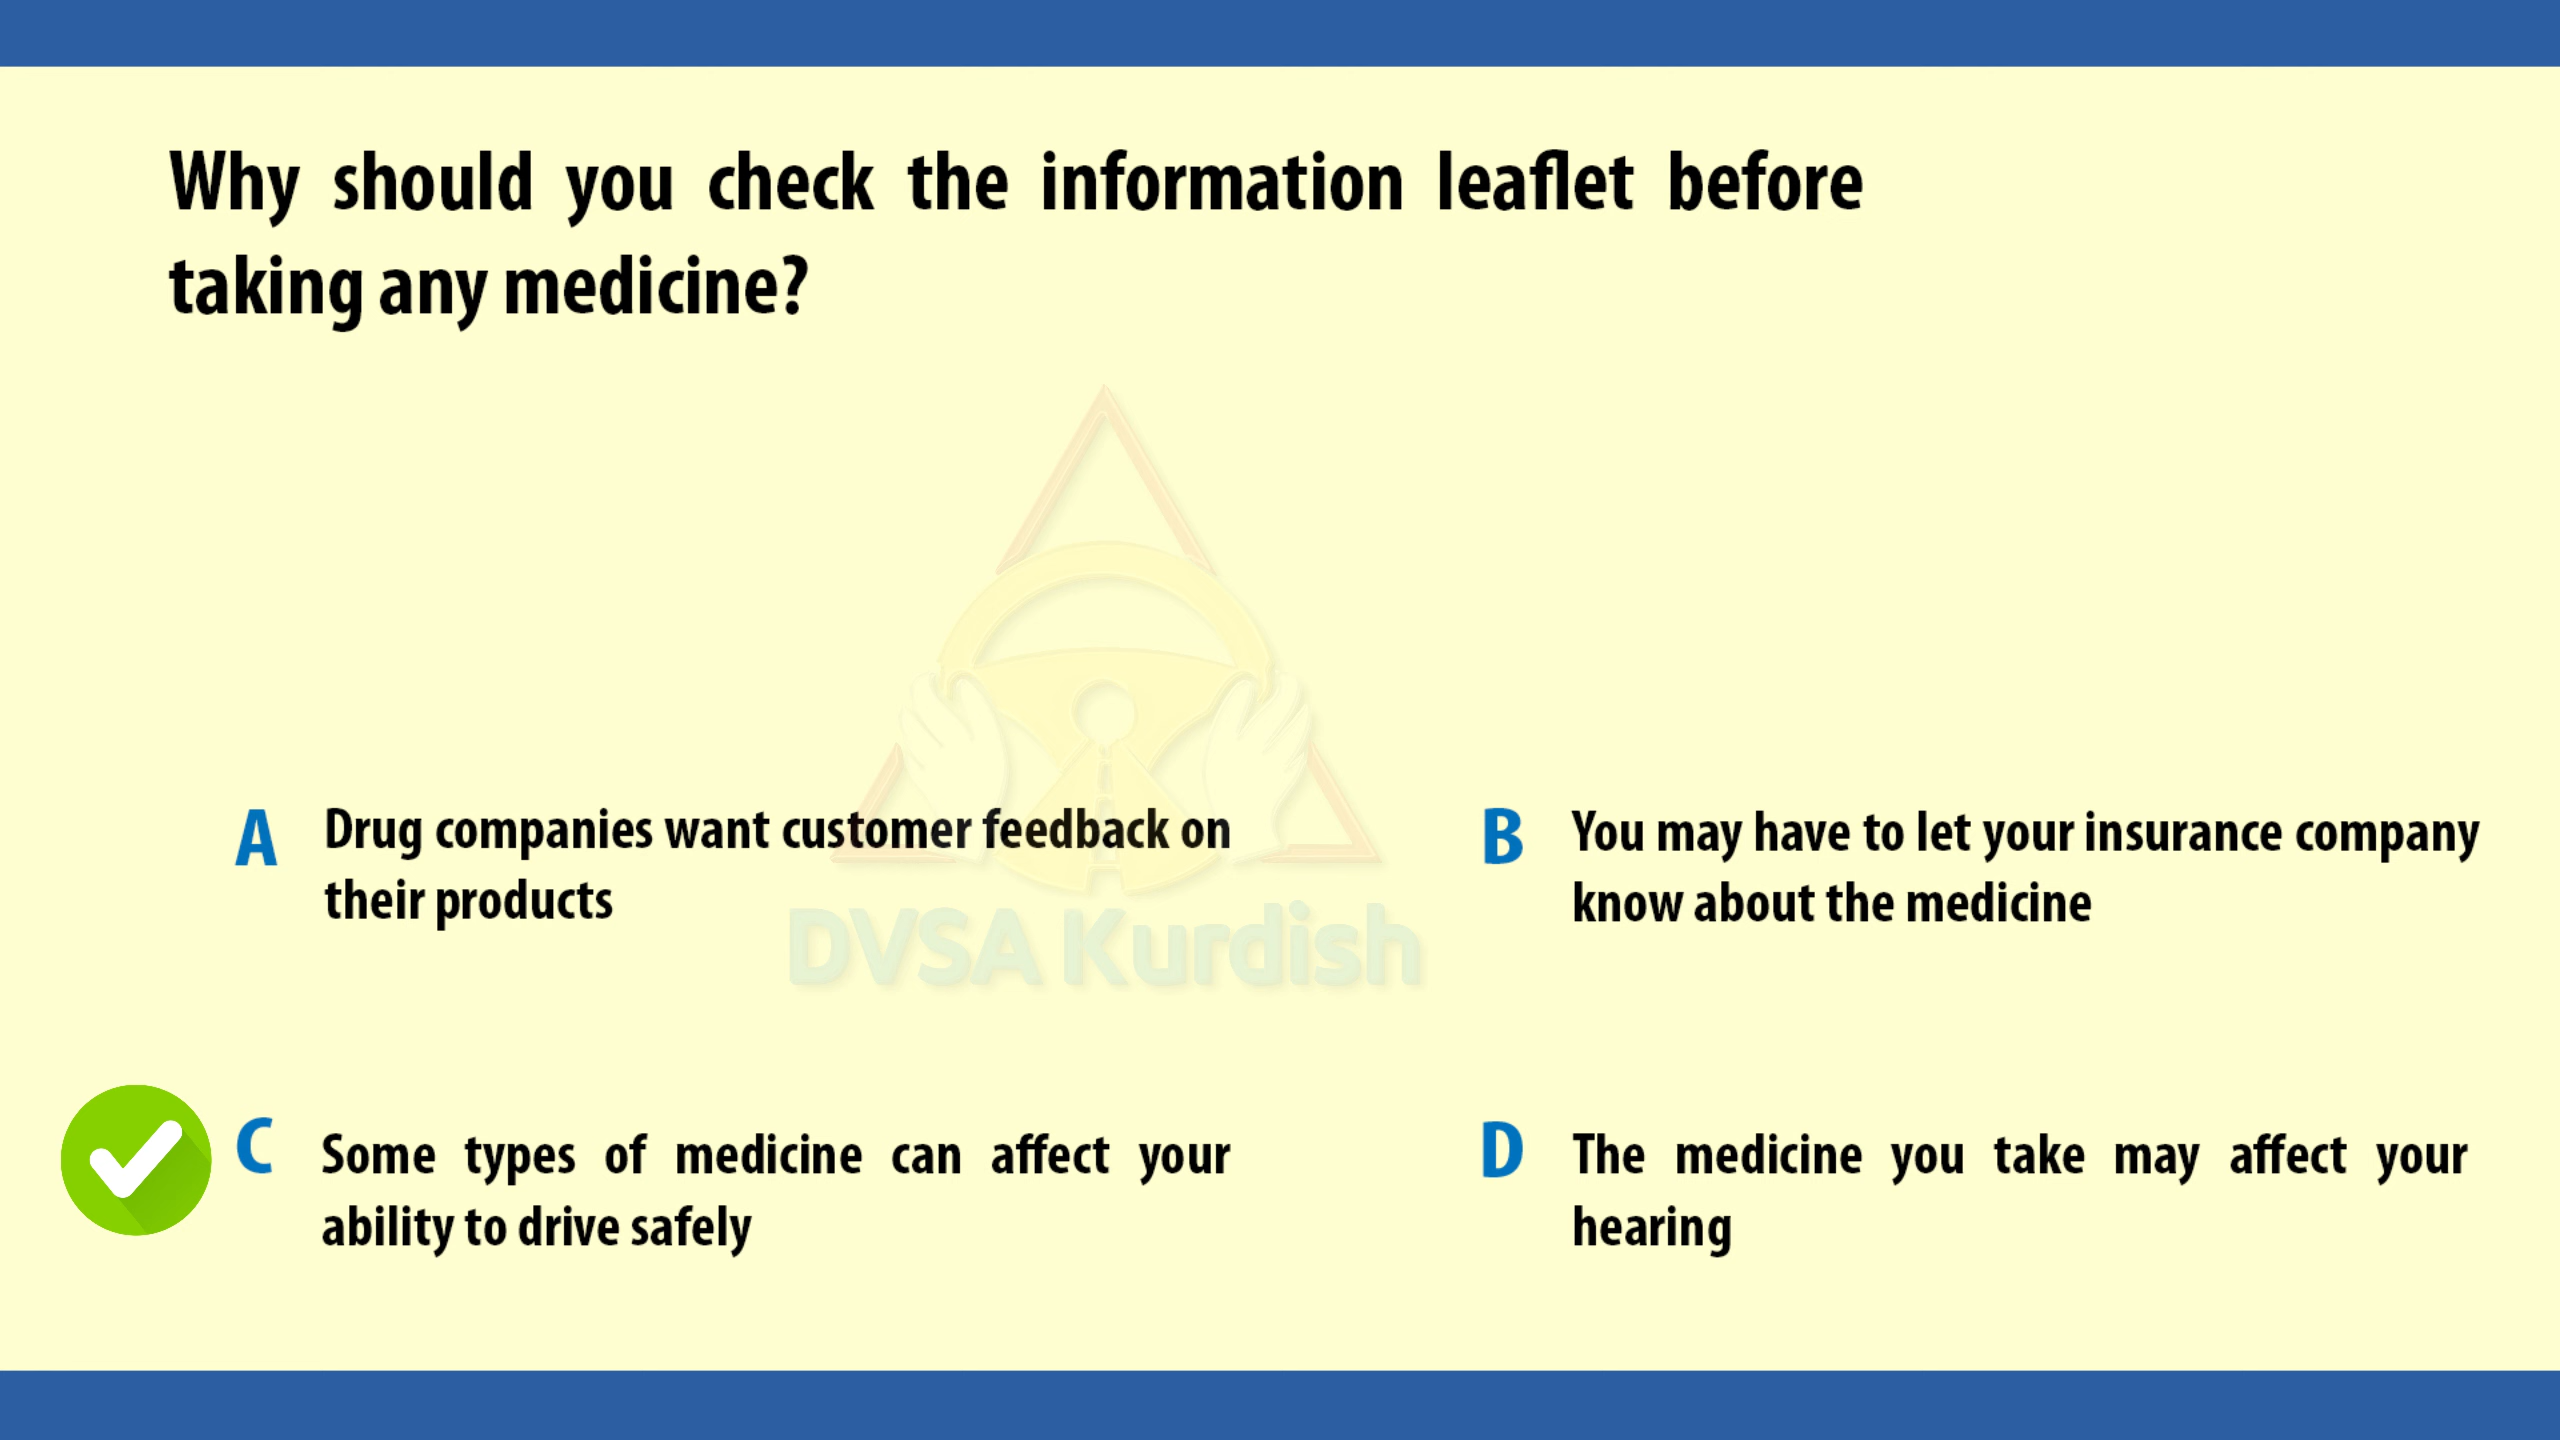 Why should you check the information leaflet before
taking any medicine?
A Drug companies want customer feedback on
their products
B You may have to let your insurance company
know about the medicine
DVSA Kurdish
C Some types of medicine can affect your
ability to drive safely
D The medicine you take may affect your
hearing